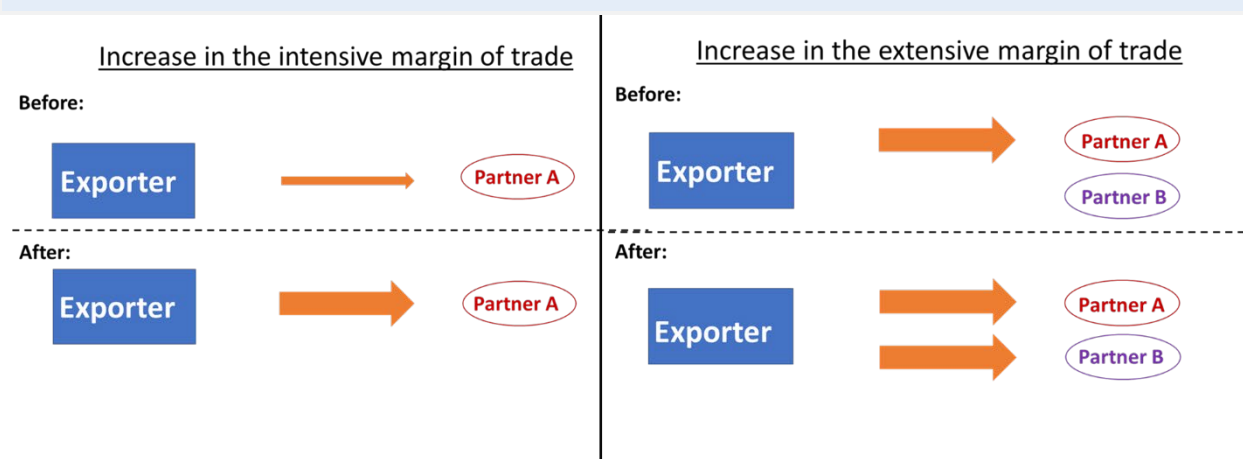 Increase in the intensive margin of trade
Before:
Exporter
Partner A
After:
Exporter
Partner A
Increase in the extensive margin of trade
Before:
Exporter
Partner A
Partner B
After:
Exporter
Partner A
Partner B